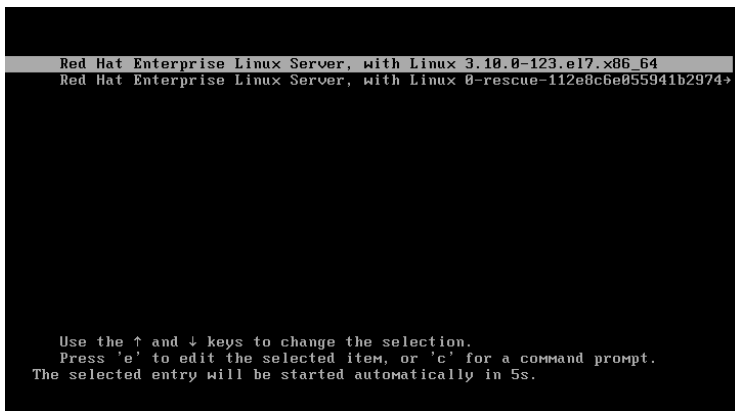 Red Hat Enterprise Linux Server, with Linux 3.10.0-123.el7.x86_64
Red Hat Enterprise Linux Server, with Linux 0-rescue-112e8c6e055941b2974→
Use the ↑ and ↓ keys to change the selection.
Press 'e' to edit the selected item, or 'c' for a command prompt.
The selected entry will be started automatically in 5s.